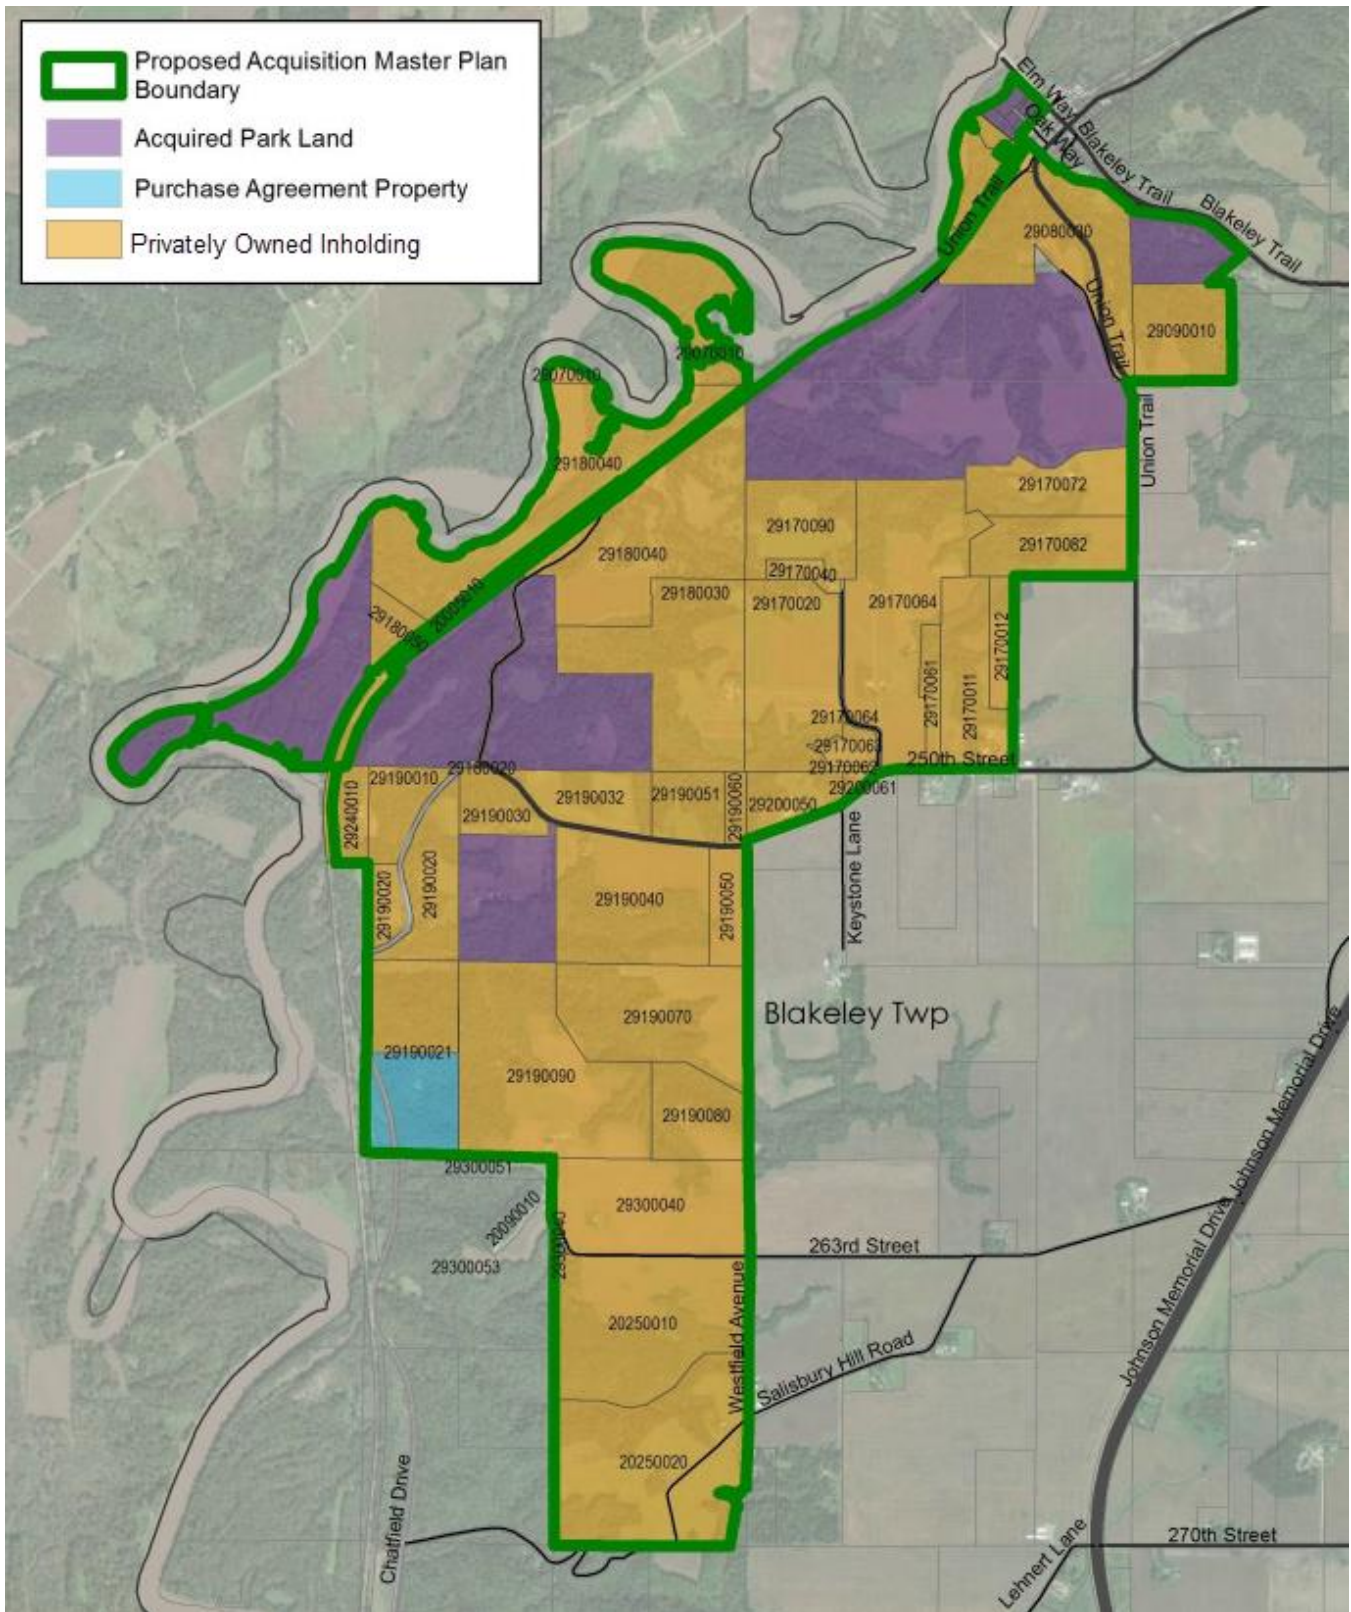 Proposed Acquisition Master Plan
Boundary
Acquired Park Land
Purchase Agreement Property
Privately Owned Inholding
Elm Way
Oak Way
Blakeley Trail
Blakeley Trail
Union Trail
29080030
Union Trail
29090010
29070010
29070010
Union Trail
29180040
29170072
29170090
29180040
29170082
29170040
29180030
29170020
29170064
20005010
29180050
29170012
29170061
29170011
29170064
29170063
29170062
250th Street
29180020
29190010
29200061
29190032
29190051
29190060
29200050
29190030
29240010
Keystone Lane
29190020
29190020
29190040
29190050
Blakeley Twp
29190070
29190021
29190090
29190080
Johnson Memorial Drive
29300051
29300040
20090010
29300040
263rd Street
29300053
Johnson Memorial Drive
20250010
Westfield Avenue
Salisbury Hill Road
20250020
Chatfield Drive
270th Street
Lehnert Lane